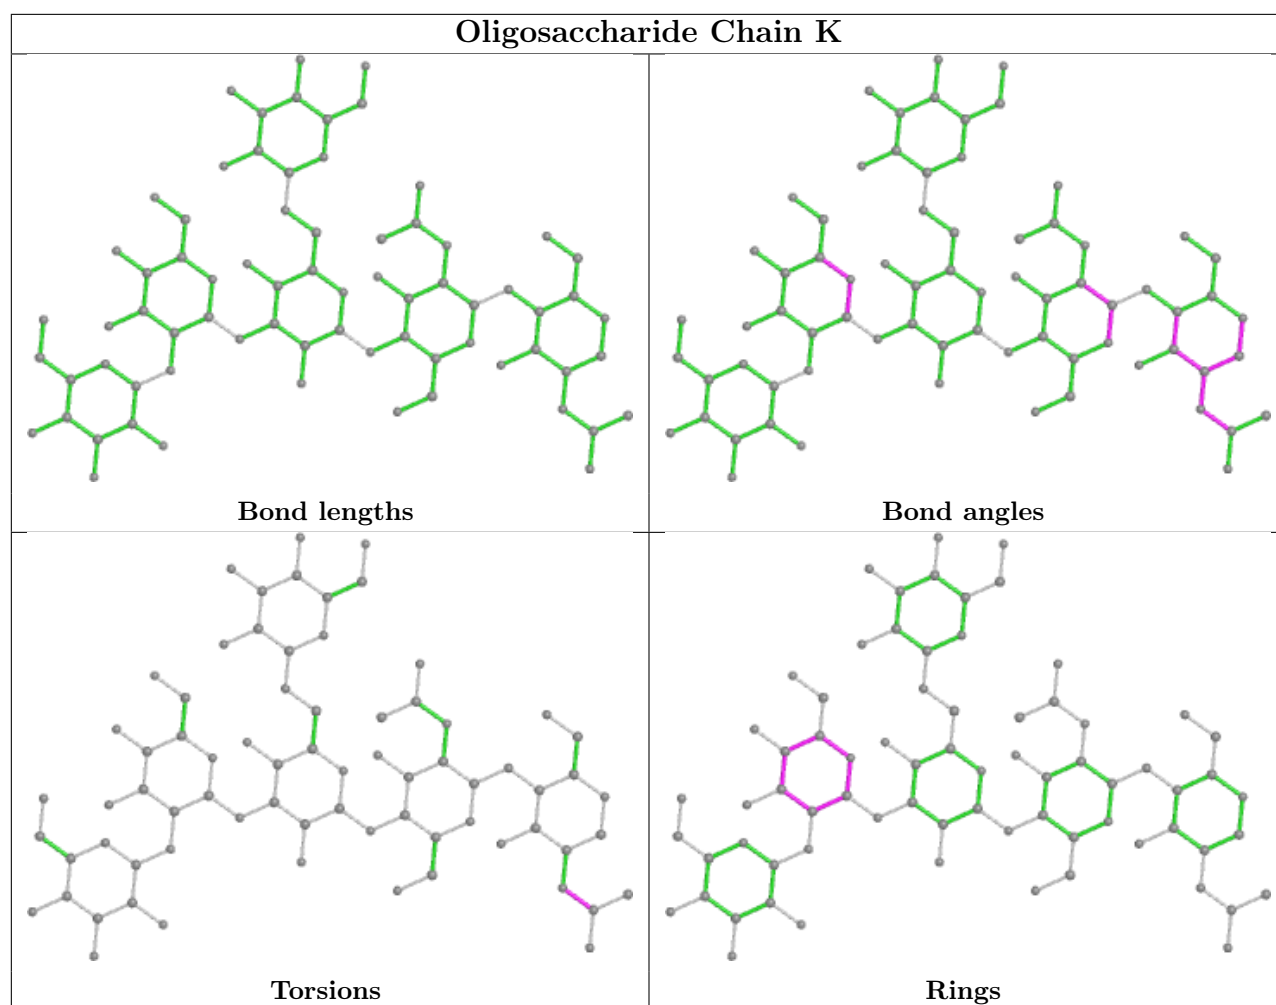 Oligosaccharide Chain K
Bond lengths
Bond angles
Torsions
Rings